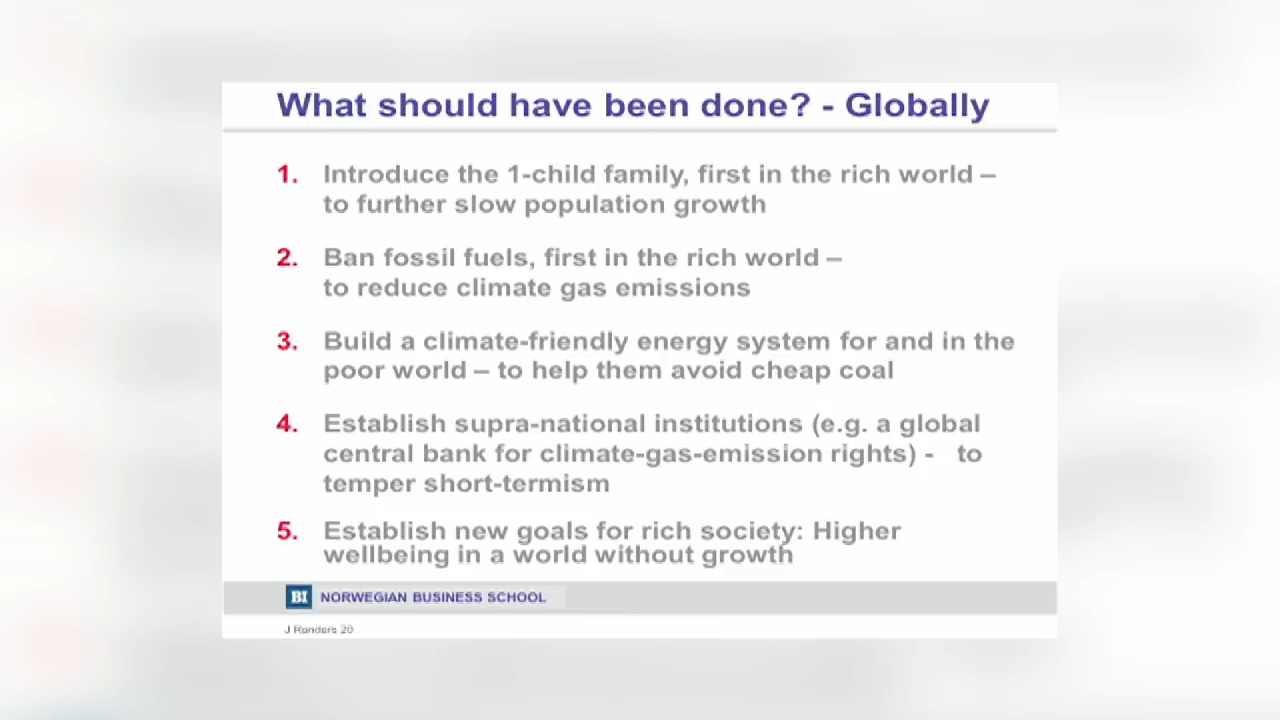 What should have been done? - Globally
1. Introduce the 1-child family, first in the rich world –
to further slow population growth
2. Ban fossil fuels, first in the rich world –
to reduce climate gas emissions
3. Build a climate-friendly energy system for and in the
poor world – to help them avoid cheap coal
4. Establish supra-national institutions (e.g. a global
central bank for climate-gas-emission rights) - to
temper short-termism
5. Establish new goals for rich society: Higher
wellbeing in a world without growth
BI NORWEGIAN BUSINESS SCHOOL
J Randers 20